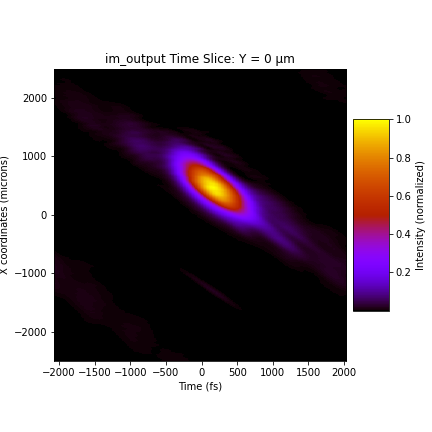 im_output Time Slice: Y = 0 μm
X coordinates (microns)
2000
1000
0
−1000
−2000
−2000 −1500 −1000 −500 0 500 1000 1500 2000
Time (fs)
1.0
0.8
0.6
0.4
0.2
Intensity (normalized)